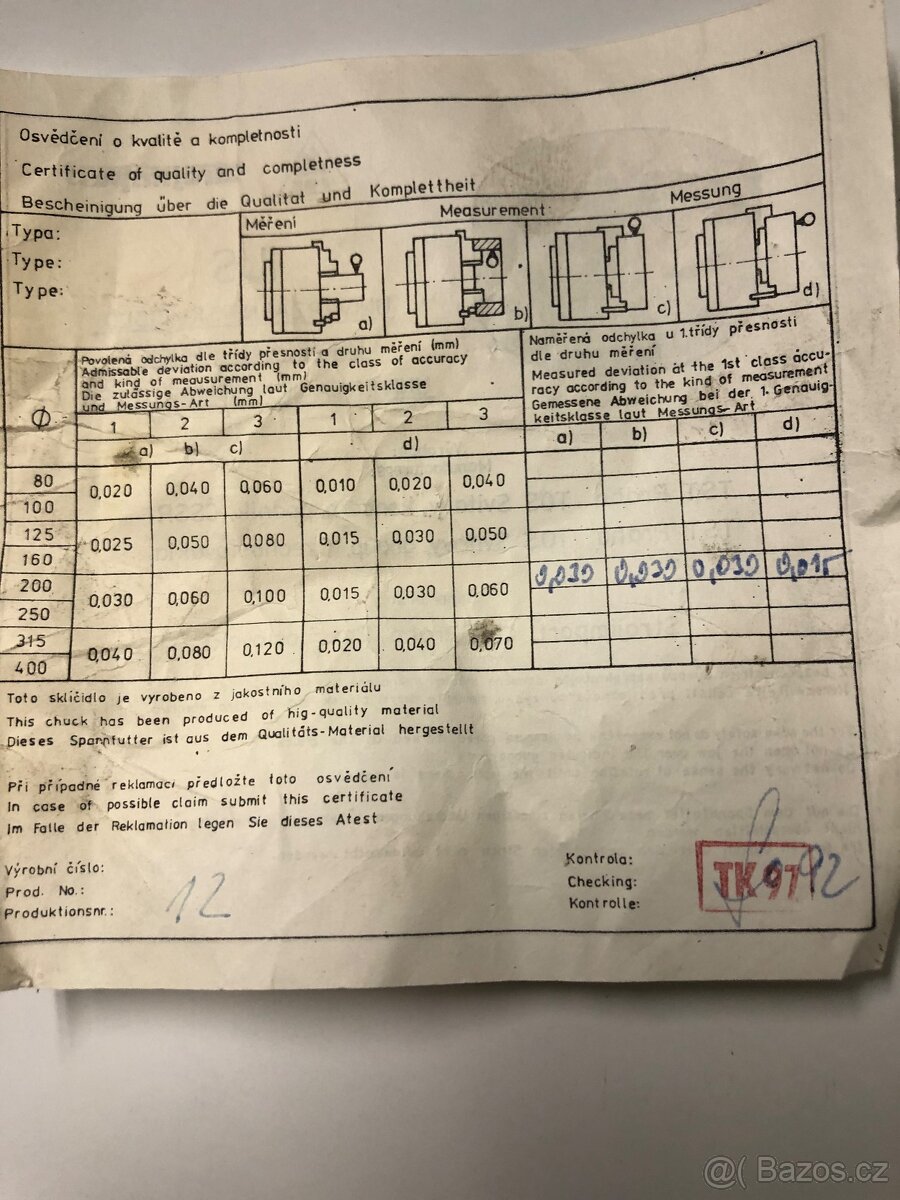 Osvědčení o kvalitě a kompletnosti
Certificate of quality and completness
Bescheinigung über die Qualitat und Komplettheit
Typa:
Type:
Type:
Měření Measurement Messung
a) b) c) d)
Ø
Povolená odchylka dle třídy přesnosti a druhu měření (mm)
Admissable deviation according to the class of accuracy
and kind of meausurement (mm)
Die zulässige Abweichung laut Genauigkeitsklasse
und Messungs-Art (mm)
Naměřená odchylka u 1.třídy přesnosti
dle druhu měření
Measured deviation at the 1st class accu-
racy according to the kind of measurement
Gemessene Abweichung bei der 1. Genauig-
keitsklasse laut Messungs-Art
1 2 3 1 2 3
a) b) c) d)
a) b) c) d)
80
0,020 0,040 0,060 0,010 0,020 0,040
100
125
0,025 0,050 0,080 0,015 0,030 0,050
160
200 0,030 0,030 0,030 0,015
0,030 0,060 0,100 0,015 0,030 0,060
250
315
0,040 0,080 0,120 0,020 0,040 0,070
400
Toto sklíčidlo je vyrobeno z jakostního materiálu
This chuck has been produced of hig-quality material
Dieses Spannfutter ist aus dem Qualitäts-Material hergestellt
Při případné reklamaci předložte toto osvědčení
In case of possible claim submit this certificate
Im Falle der Reklamation legen Sie dieses Atest
Výrobní číslo:
Prod. No.:
Produktionsnr.: 12
Kontrola:
Checking:
Kontrolle:
TK 97
92
@( Bazos.cz